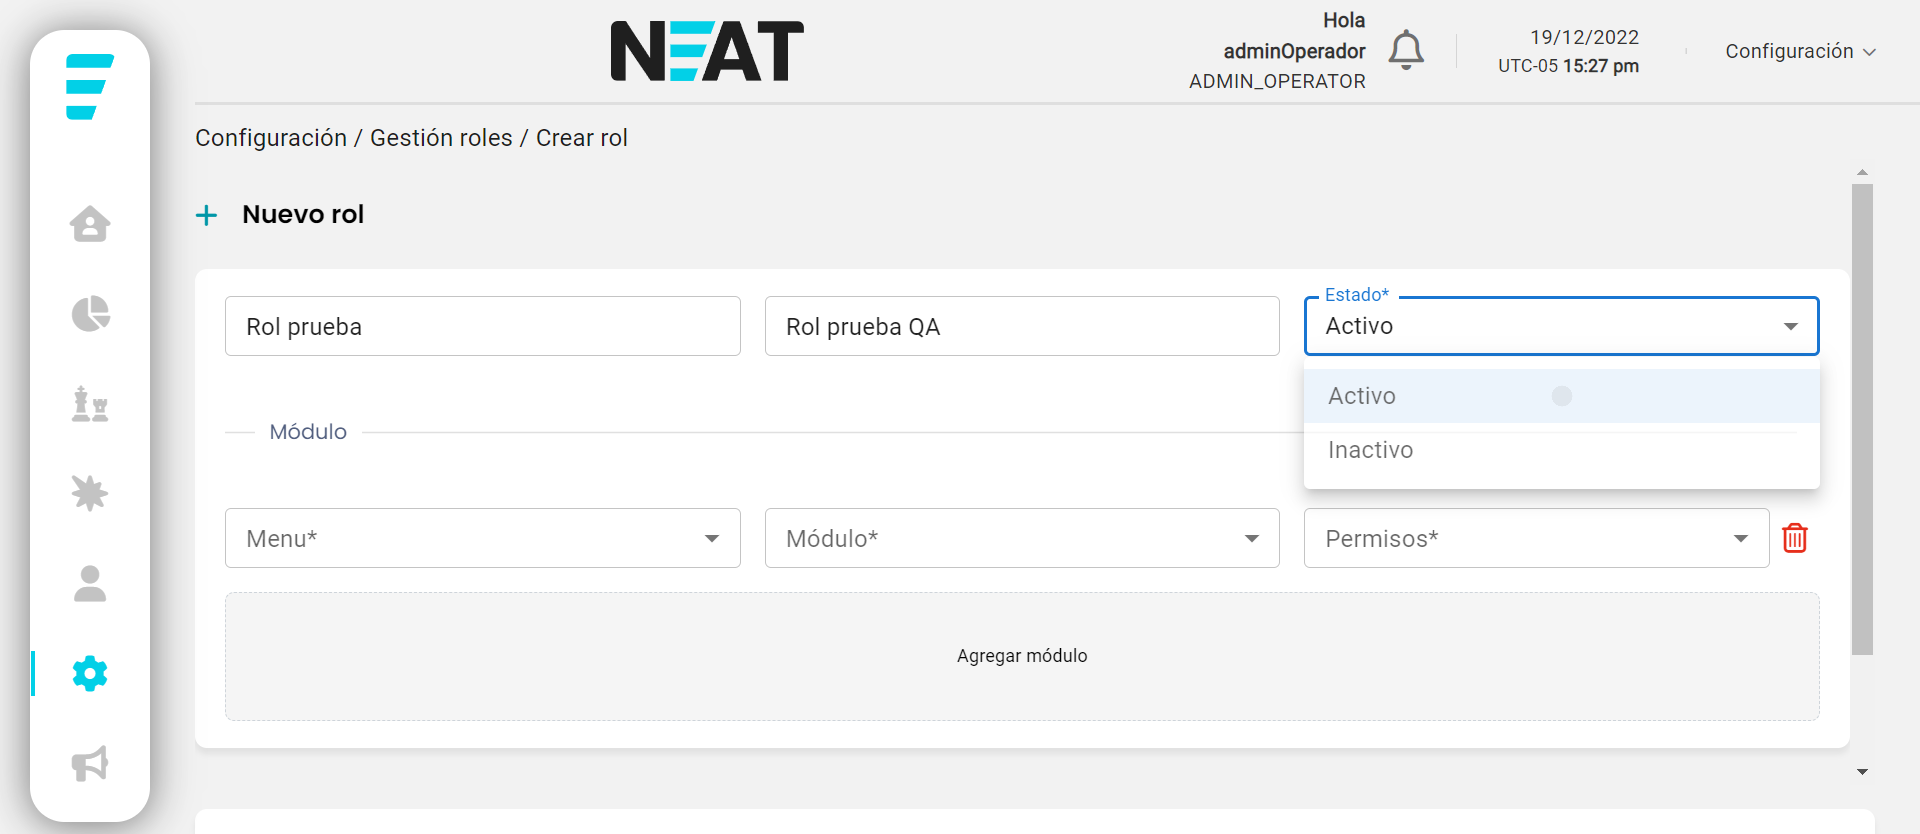 NEAT
Hola
adminOperador
ADMIN_OPERATOR
19/12/2022
UTC-05 15:27 pm
Configuración
Configuración / Gestión roles / Crear rol
+ Nuevo rol
Rol prueba
Rol prueba QA
Estado*
Activo
Activo
Inactivo
Módulo
Menu*
Módulo*
Permisos*
Agregar módulo